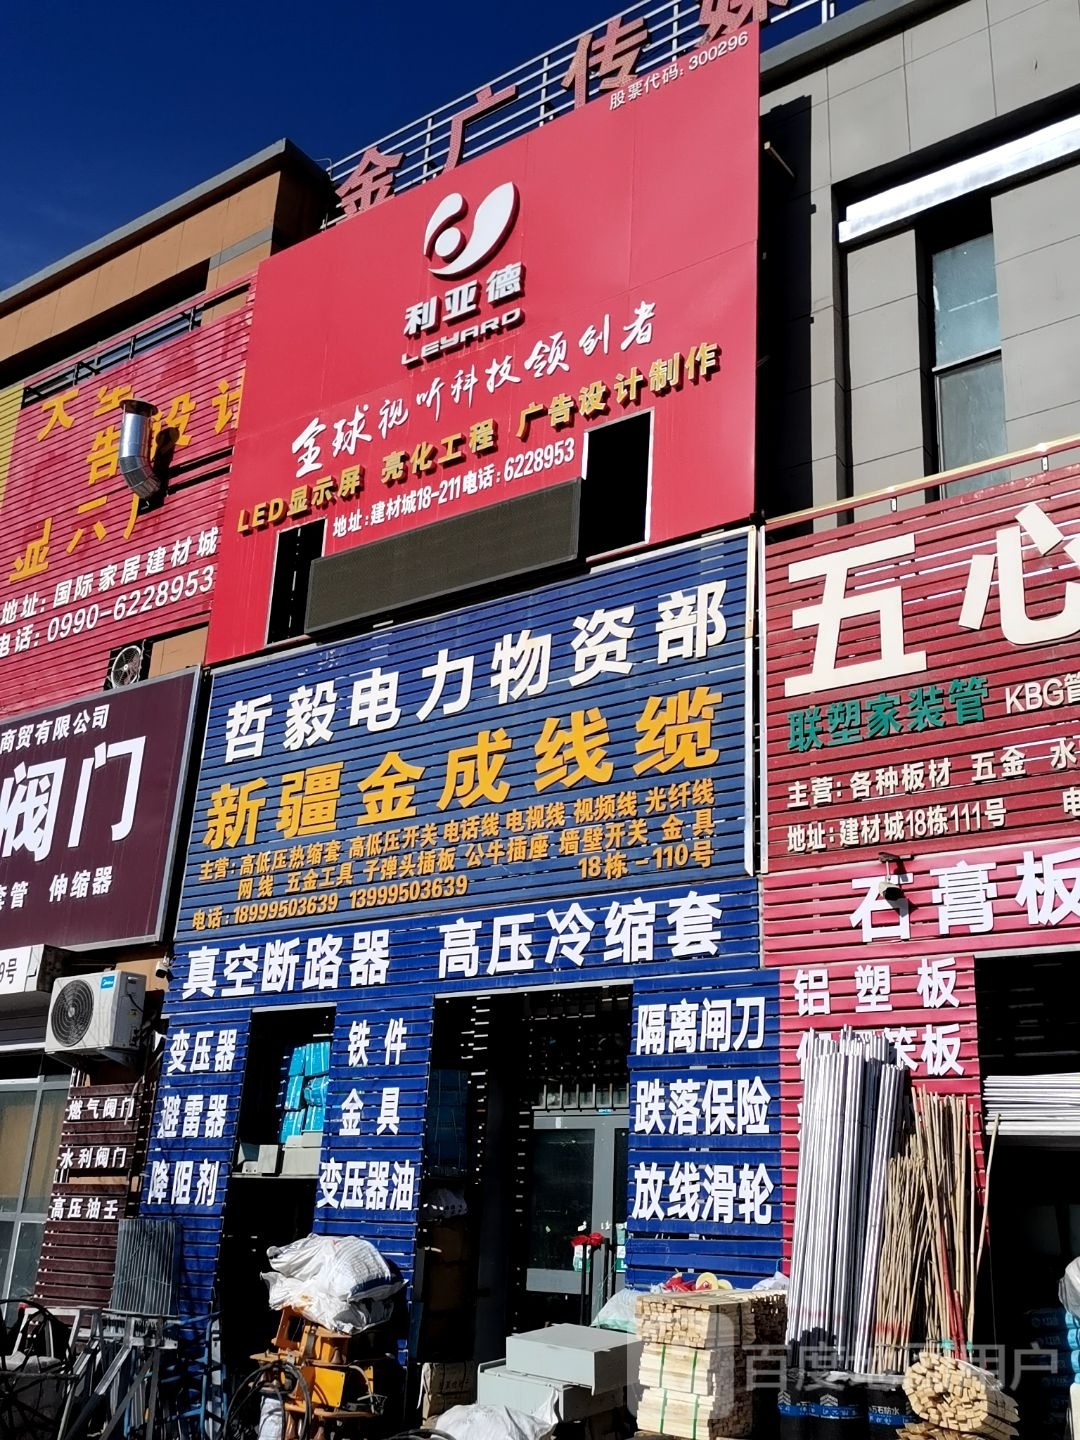 金广传媒
股票代码：300296
利亚德
LEYARD
全球视听科技领创者
LED显示屏 亮化工程 广告设计制作
地址：建材城18-211电话：6228953
告设计
地址：国际家居建材城
电话：0990-6228953
哲毅电力物资部
新疆金成线缆
主营：高低压热缩套 高低压开关 电话线 电视线 视频线 光纤线
网线 五金工具 子弹头插板 公牛插座 墙壁开关 金具
电话：18999503639 13999503639 18栋-110号
真空断路器 高压冷缩套
变压器 铁件 隔离闸刀
避雷器 金具 跌落保险
降阻剂 变压器油 放线滑轮
商贸有限公司
阀门
套管 伸缩器
9号
Midea
燃气阀门
水利阀门
高压油壬
五心
联塑家装管 KBG管
主营：各种板材 五金 水
地址：建材城18栋111号 电
石膏板
铝塑板
百度地图用户